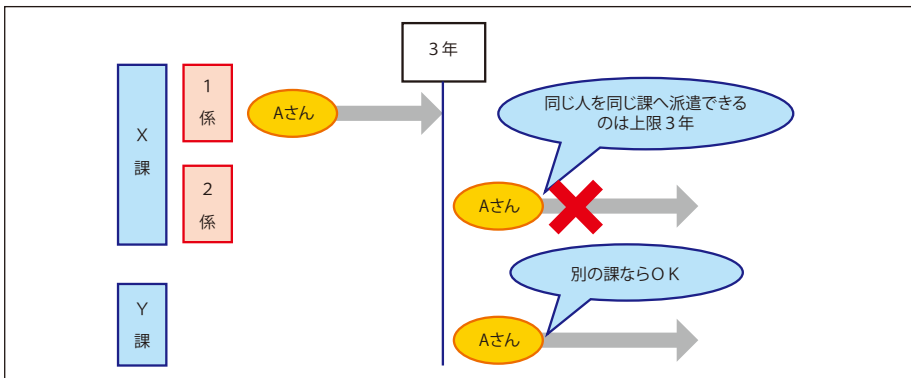 3年
X
課
1
係
Aさん
同じ人を同じ課へ派遣できる
のは上限3年
2
係
Aさん
別の課ならOK
Y
課
Aさん